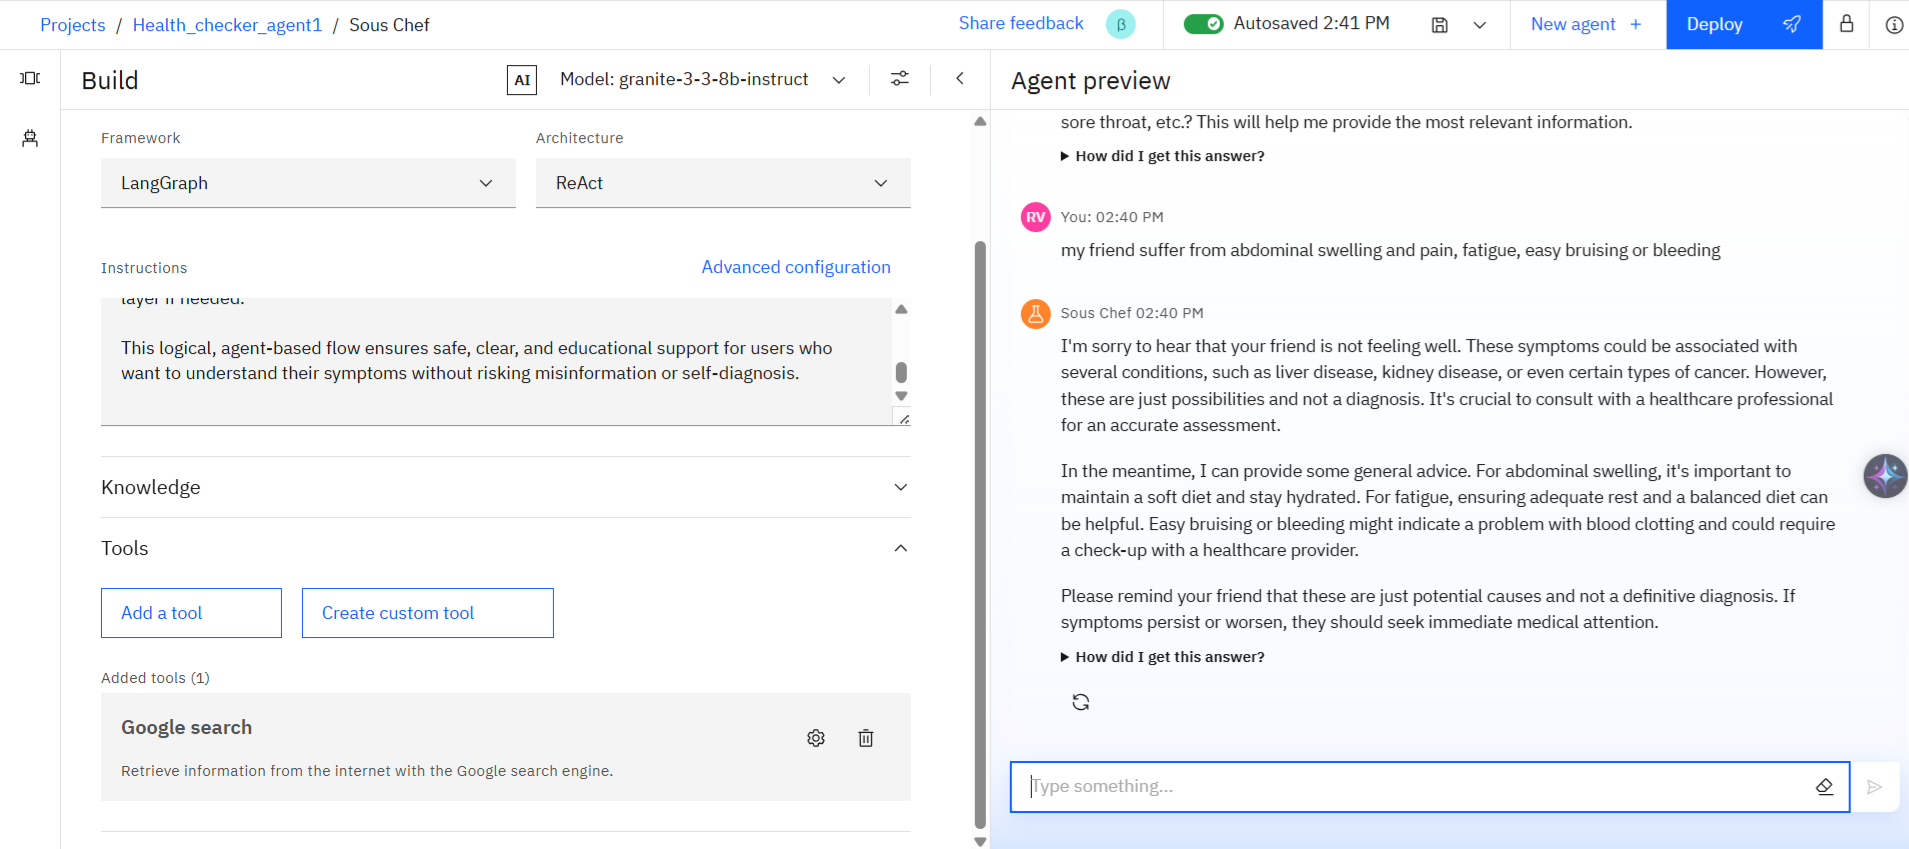 Projects / Health_checker_agent1 / Sous Chef
Share feedback
β
Autosaved 2:41 PM
New agent +
Deploy
Build
AI
Model: granite-3-3-8b-instruct
Framework
Architecture
LangGraph
ReAct
Instructions
Advanced configuration
layer if needed.
This logical, agent-based flow ensures safe, clear, and educational support for users who
want to understand their symptoms without risking misinformation or self-diagnosis.
Knowledge
Tools
Add a tool
Create custom tool
Added tools (1)
Google search
Retrieve information from the internet with the Google search engine.
Agent preview
sore throat, etc.? This will help me provide the most relevant information.
How did I get this answer?
RV
You: 02:40 PM
my friend suffer from abdominal swelling and pain, fatigue, easy bruising or bleeding
Sous Chef 02:40 PM
I'm sorry to hear that your friend is not feeling well. These symptoms could be associated with
several conditions, such as liver disease, kidney disease, or even certain types of cancer. However,
these are just possibilities and not a diagnosis. It's crucial to consult with a healthcare professional
for an accurate assessment.
In the meantime, I can provide some general advice. For abdominal swelling, it's important to
maintain a soft diet and stay hydrated. For fatigue, ensuring adequate rest and a balanced diet can
be helpful. Easy bruising or bleeding might indicate a problem with blood clotting and could require
a check-up with a healthcare provider.
Please remind your friend that these are just potential causes and not a definitive diagnosis. If
symptoms persist or worsen, they should seek immediate medical attention.
How did I get this answer?
Type something...